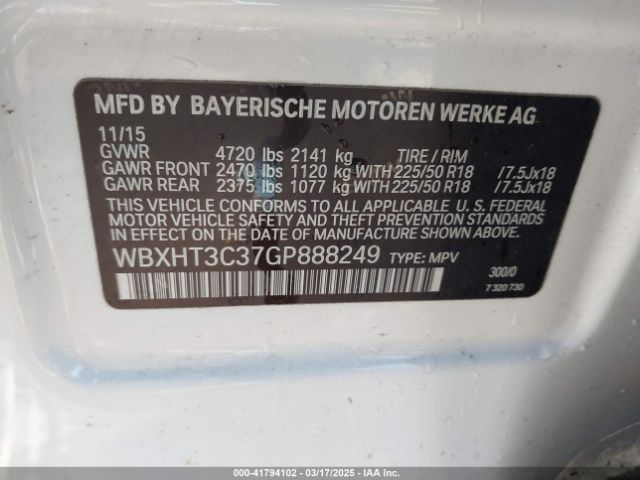 MFD BY BAYERISCHE MOTOREN WERKE AG
11/15
GVWR 4720 lbs 2141 kg TIRE / RIM
GAWR FRONT 2470 lbs 1120 kg WITH 225/50 R18 /7.5Jx18
GAWR REAR 2375 lbs 1077 kg WITH 225/50 R18 /7.5Jx18
THIS VEHICLE CONFORMS TO ALL APPLICABLE U. S. FEDERAL
MOTOR VEHICLE SAFETY AND THEFT PREVENTION STANDARDS
IN EFFECT ON THE DATE OF MANUFACTURE SHOWN ABOVE.
WBXHT3C37GP888249 TYPE: MPV
300/0
7 320 730
000-41794102 - 03/17/2025 - IAA Inc.